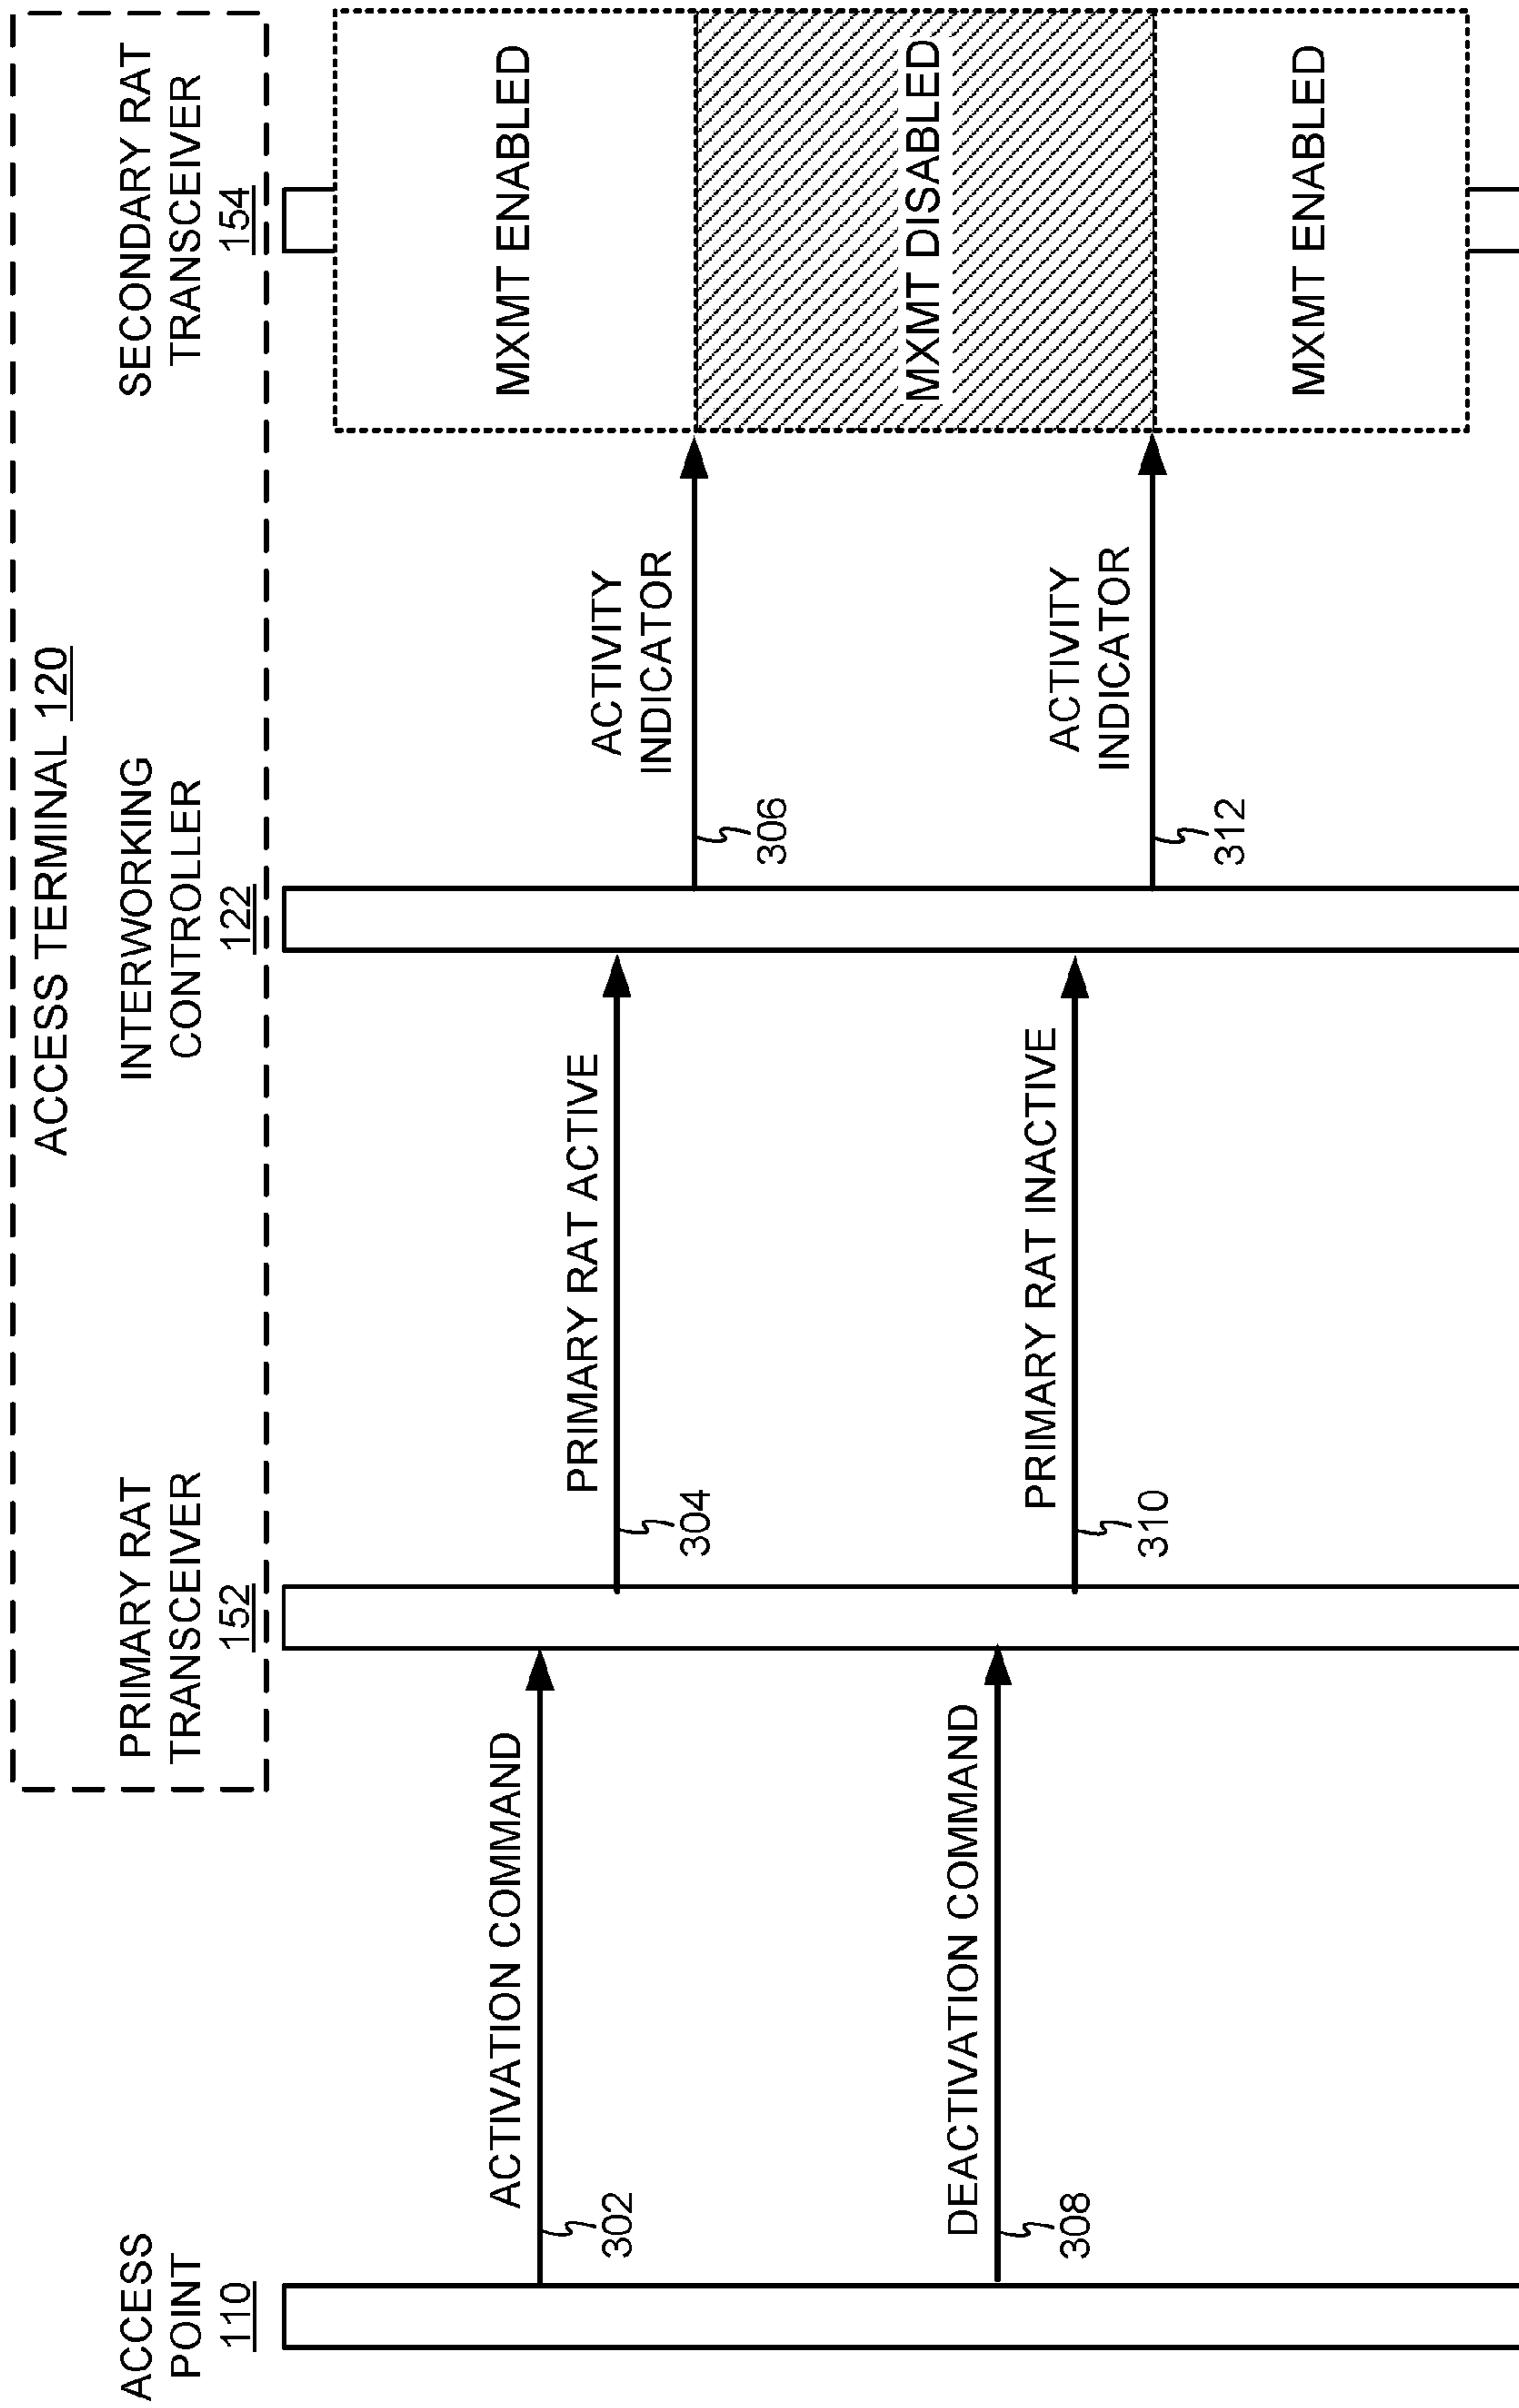 ACCESS TERMINAL 120
ACCESS
POINT
110
PRIMARY RAT
TRANSCEIVER
152
INTERWORKING
CONTROLLER
122
SECONDARY RAT
TRANSCEIVER
154
MXMT ENABLED
ACTIVATION COMMAND
302
PRIMARY RAT ACTIVE
304
ACTIVITY
INDICATOR
306
MXMT DISABLED
DEACTIVATION COMMAND
308
PRIMARY RAT INACTIVE
310
ACTIVITY
INDICATOR
312
MXMT ENABLED